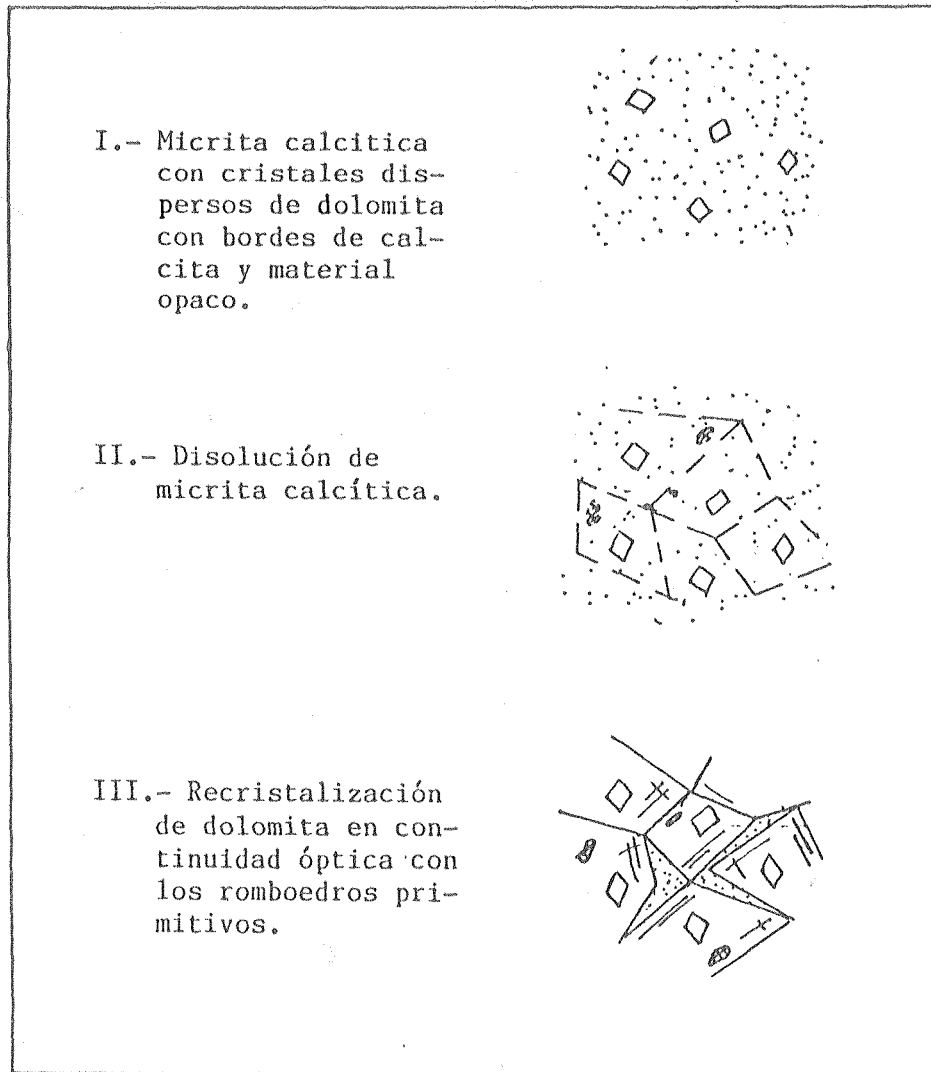 I.- Micrita calcitica
con cristales dis-
persos de dolomita
con bordes de cal-
cita y material
opaco.
II.- Disolución de
micrita calcítica.
III.- Recristalización
de dolomita en con-
tinuidad óptica con
los romboedros pri-
mitivos.